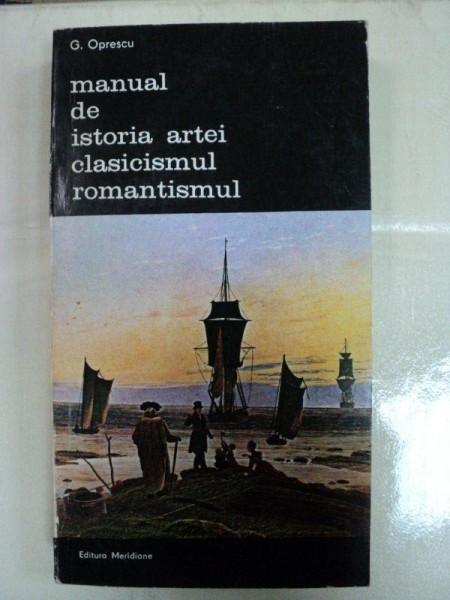 G. Oprescu
manual
de
istoria artei
clasicismul
romantismul
Editura Meridiane